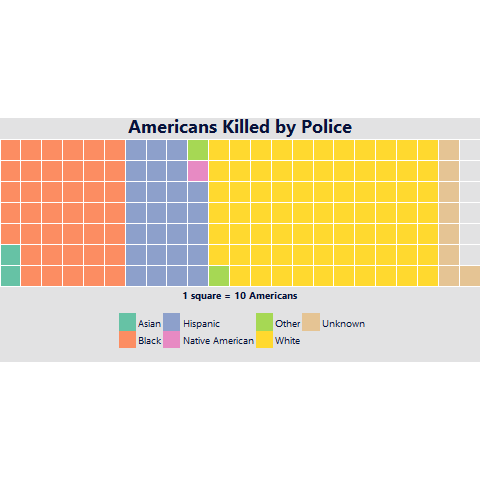 Americans Killed by Police
1 square = 10 Americans
Asian Hispanic Other Unknown
Black Native American White